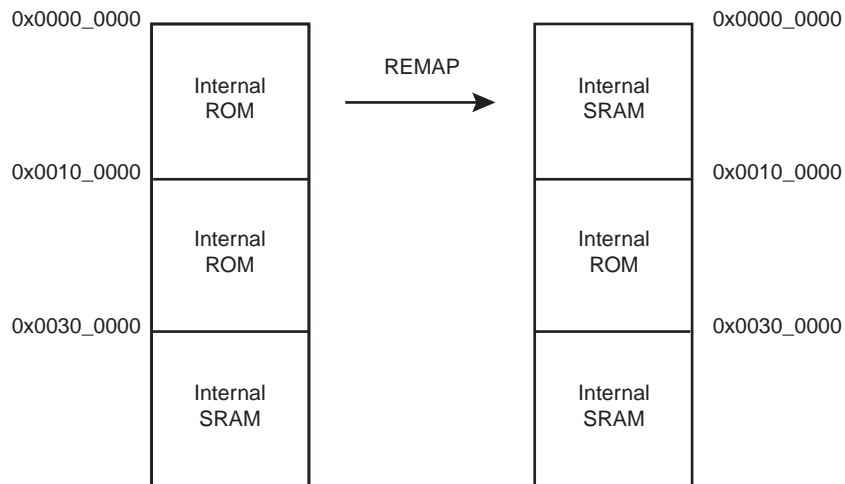 0x0000_0000
0x0000_0000
Internal
ROM
REMAP
Internal
SRAM
0x0010_0000
0x0010_0000
Internal
ROM
Internal
ROM
0x0030_0000
0x0030_0000
Internal
SRAM
Internal
SRAM